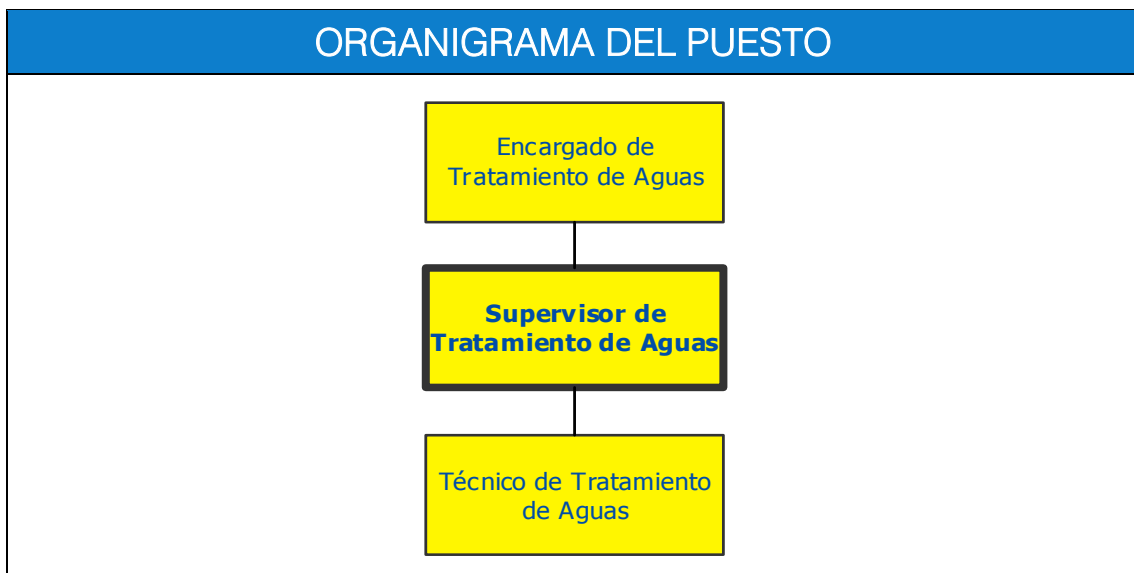 ORGANIGRAMA DEL PUESTO
Encargado de
Tratamiento de Aguas
Supervisor de
Tratamiento de Aguas
Técnico de Tratamiento
de Aguas